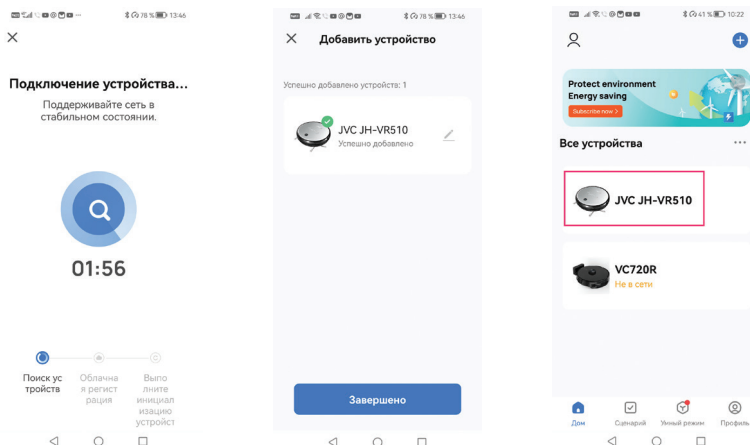 78 % 13:46
Подключение устройства...
Поддерживайте сеть в
стабильном состоянии.
01:56
Поиск ус
тройств
Облачна
я регист
рация
Выпо
лните
инициал
изацию
устройст
78 % 13:46
Добавить устройство
Успешно добавлено устройств: 1
JVC JH-VR510
Успешно добавлено
Завершено
41 % 10:22
Protect environment
Energy saving
Subscribe now >
Все устройства
JVC JH-VR510
VC720R
Не в сети
Дом
Сценарий
Умный режим
Профиль